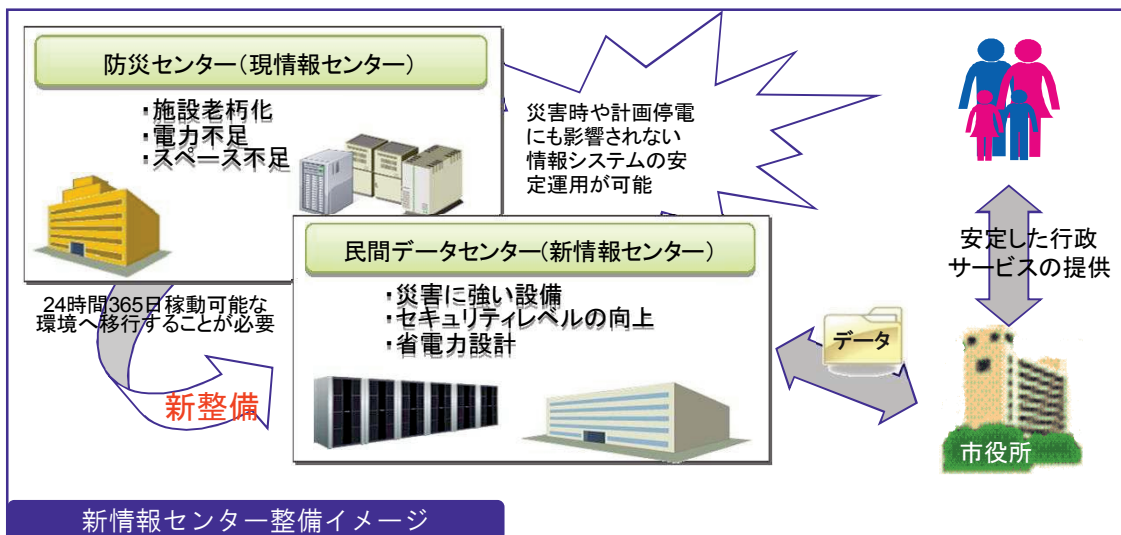 防災センター（現情報センター）
・施設老朽化
・電力不足
・スペース不足
災害時や計画停電
にも影響されない
情報システムの安
定運用が可能
民間データセンター(新情報センター)
・災害に強い設備
・セキュリティレベルの向上
・省電力設計
24時間365日稼動可能な
環境へ移行することが必要
新整備
データ
安定した行政
サービスの提供
市役所
新情報センター整備イメージ